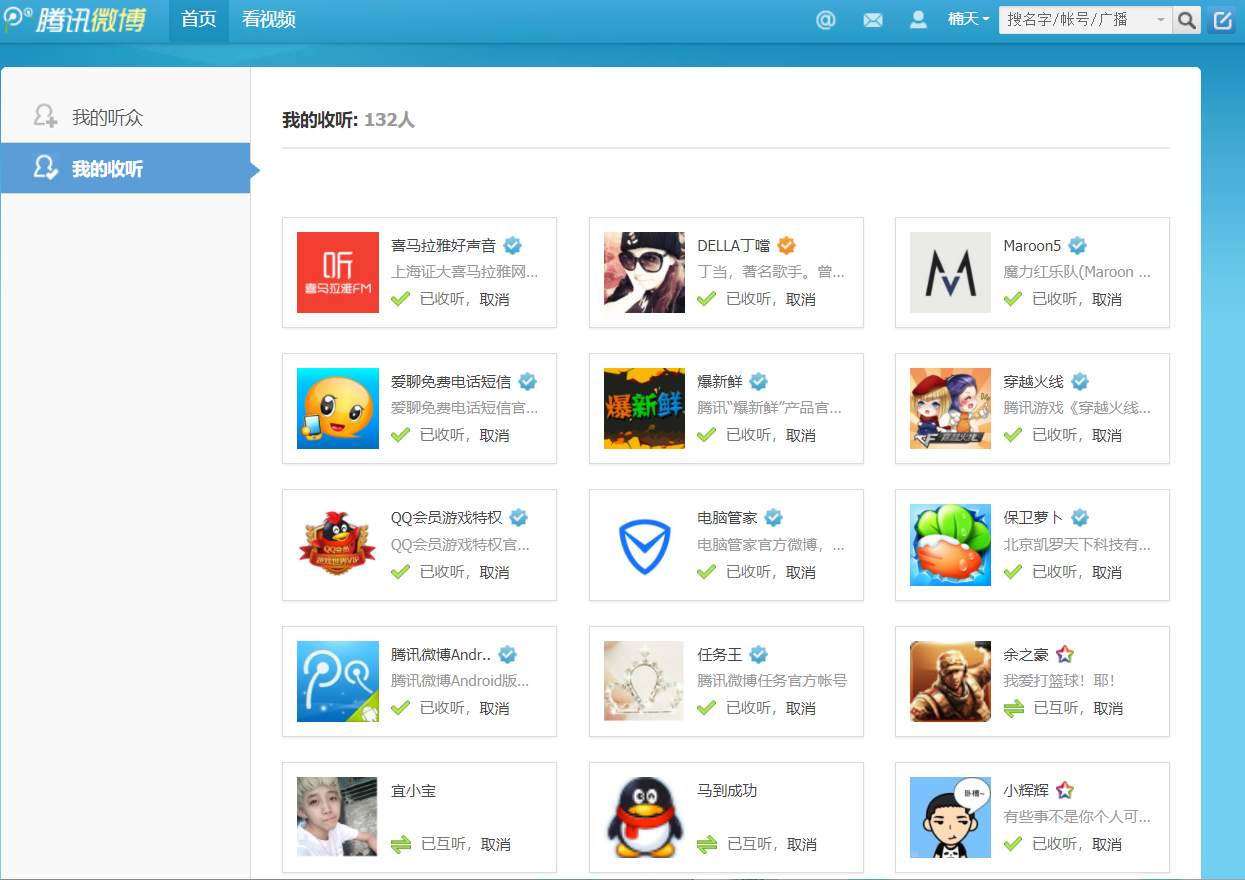 腾讯微博 首页 看视频 楠天 搜名字/帐号/广播
我的听众
我的收听
我的收听: 132人
喜马拉雅好声音
上海证大喜马拉雅网...
已收听，取消
听
喜马拉雅FM
DELLA丁噹
丁当，著名歌手。曾...
已收听，取消
Maroon5
魔力红乐队(Maroon ...
已收听，取消
爱聊免费电话短信
爱聊免费电话短信官...
已收听，取消
爆新鲜
爆新鲜
腾讯“爆新鲜”产品官...
已收听，取消
穿越火线
腾讯游戏《穿越火线...
已收听，取消
CF 穿越火线
QQ会员游戏特权
QQ会员游戏特权官...
已收听，取消
QQ会员
游戏世界VIP
电脑管家
电脑管家官方微博，...
已收听，取消
保卫萝卜
北京凯罗天下科技有...
已收听，取消
腾讯微博Andr..
腾讯微博Android版...
已收听，取消
任务王
腾讯微博任务官方帐号
已收听，取消
余之豪
我爱打篮球！耶！
已互听，取消
宜小宝
已互听，取消
马到成功
已互听，取消
小辉辉
有些事不是你个人可...
已收听，取消
卧槽~